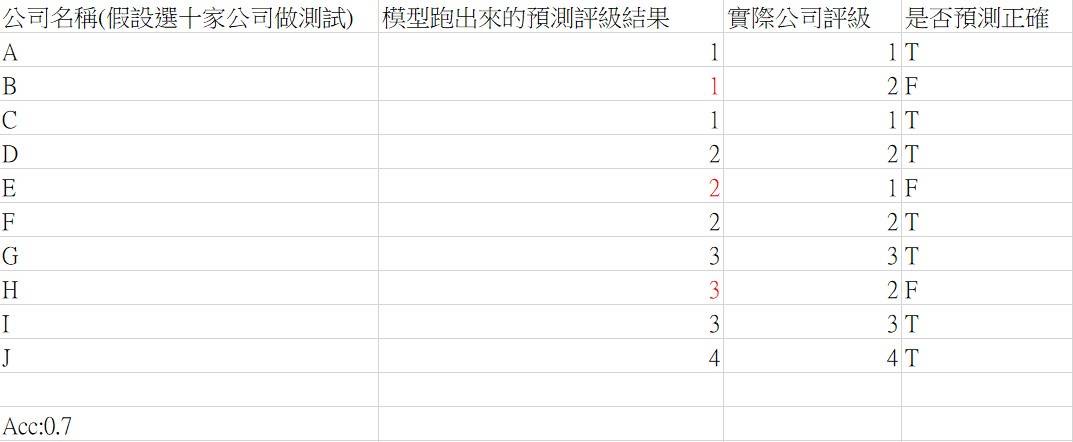 公司名稱(假設選十家公司做測試) 模型跑出來的預測評級結果 實際公司評級 是否預測正確
A 1 1 T
B 1 2 F
C 1 1 T
D 2 2 T
E 2 1 F
F 2 2 T
G 3 3 T
H 3 2 F
I 3 3 T
J 4 4 T
Acc:0.7